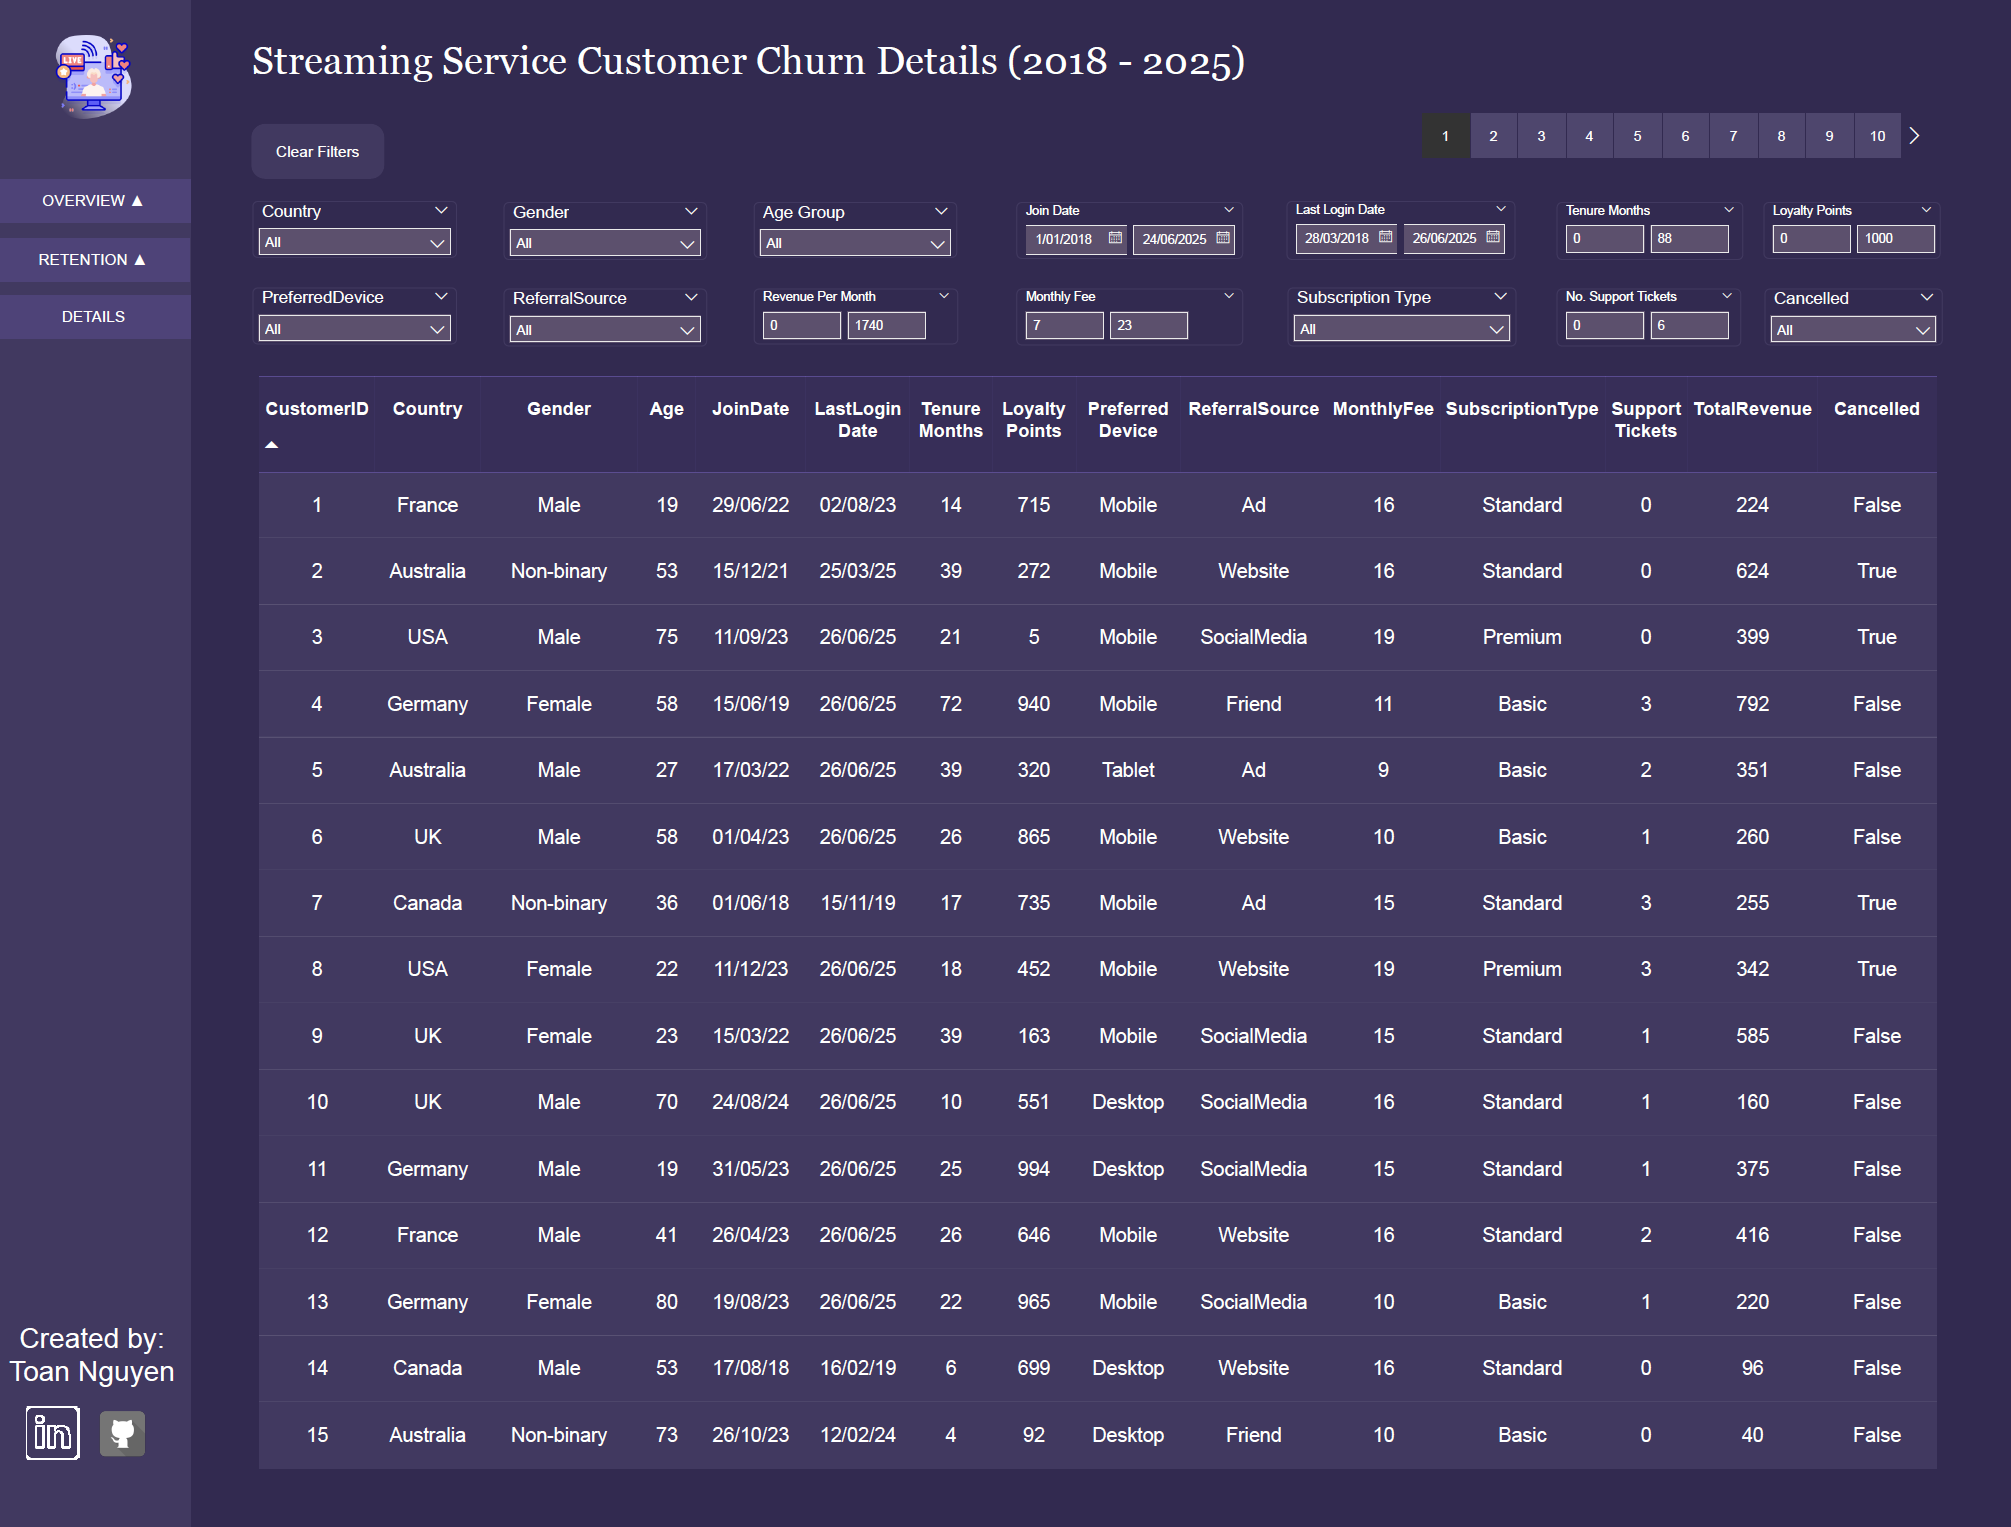 LIVE
Streaming Service Customer Churn Details (2018 - 2025)
Clear Filters
1 2 3 4 5 6 7 8 9 10
OVERVIEW ▲
RETENTION ▲
DETAILS
Country Gender Age Group Join Date Last Login Date Tenure Months Loyalty Points
All All All 1/01/2018 24/06/2025 28/03/2018 26/06/2025 0 88 0 1000
PreferredDevice ReferralSource Revenue Per Month Monthly Fee Subscription Type No. Support Tickets Cancelled
All All 0 1740 7 23 All 0 6 All
CustomerID Country Gender Age JoinDate LastLogin Tenure Loyalty Preferred ReferralSource MonthlyFee SubscriptionType Support TotalRevenue Cancelled
Date Months Points Device Tickets
1 France Male 19 29/06/22 02/08/23 14 715 Mobile Ad 16 Standard 0 224 False
2 Australia Non-binary 53 15/12/21 25/03/25 39 272 Mobile Website 16 Standard 0 624 True
3 USA Male 75 11/09/23 26/06/25 21 5 Mobile SocialMedia 19 Premium 0 399 True
4 Germany Female 58 15/06/19 26/06/25 72 940 Mobile Friend 11 Basic 3 792 False
5 Australia Male 27 17/03/22 26/06/25 39 320 Tablet Ad 9 Basic 2 351 False
6 UK Male 58 01/04/23 26/06/25 26 865 Mobile Website 10 Basic 1 260 False
7 Canada Non-binary 36 01/06/18 15/11/19 17 735 Mobile Ad 15 Standard 3 255 True
8 USA Female 22 11/12/23 26/06/25 18 452 Mobile Website 19 Premium 3 342 True
9 UK Female 23 15/03/22 26/06/25 39 163 Mobile SocialMedia 15 Standard 1 585 False
10 UK Male 70 24/08/24 26/06/25 10 551 Desktop SocialMedia 16 Standard 1 160 False
11 Germany Male 19 31/05/23 26/06/25 25 994 Desktop SocialMedia 15 Standard 1 375 False
12 France Male 41 26/04/23 26/06/25 26 646 Mobile Website 16 Standard 2 416 False
13 Germany Female 80 19/08/23 26/06/25 22 965 Mobile SocialMedia 10 Basic 1 220 False
14 Canada Male 53 17/08/18 16/02/19 6 699 Desktop Website 16 Standard 0 96 False
15 Australia Non-binary 73 26/10/23 12/02/24 4 92 Desktop Friend 10 Basic 0 40 False
Created by:
Toan Nguyen
in